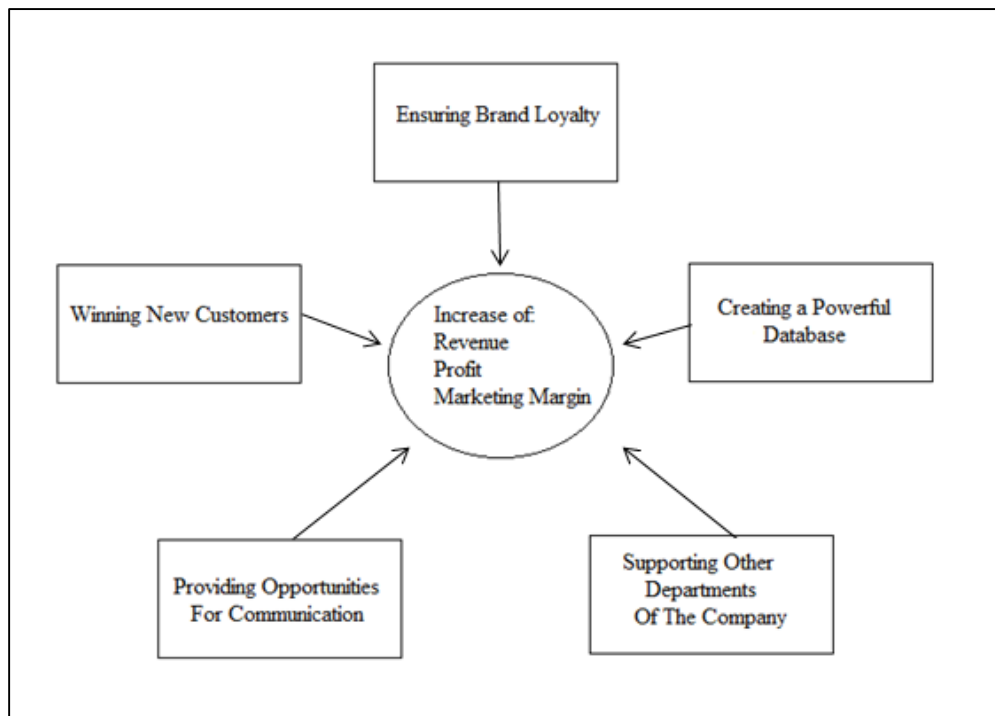 Ensuring Brand Loyalty
Winning New Customers
Increase of:
Revenue
Profit
Marketing Margin
Creating a Powerful
Database
Providing Opportunities
For Communication
Supporting Other
Departments
Of The Company